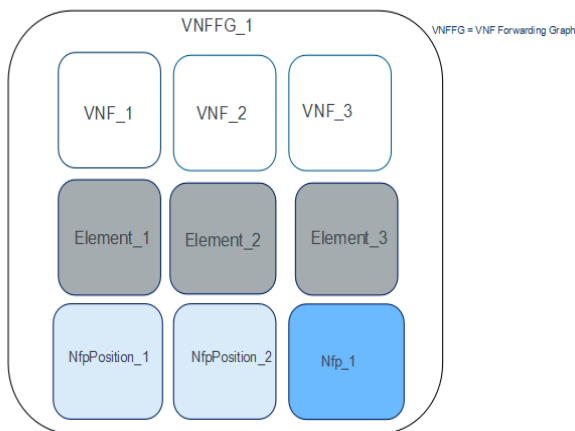 VNFFG_1
VNFFG = VNF Forwarding Graph
VNF_1
VNF_2
VNF_3
Element_1
Element_2
Element_3
NfpPosition_1
NfpPosition_2
Nfp_1